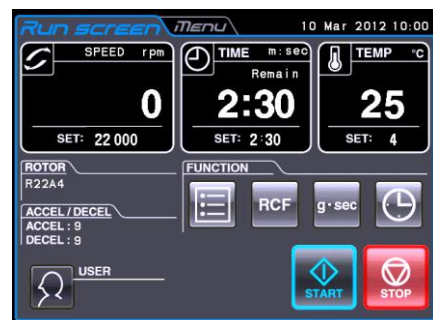 Run screen Menu 10 Mar 2012 10:00
SPEED rpm
0
SET: 22 000
TIME m:sec
Remain
2:30
SET: 2:30
TEMP °C
25
SET: 4
ROTOR
R22A4
ACCEL/DECEL
ACCEL : 9
DECEL : 9
USER
FUNCTION
RCF
g·sec
START
STOP